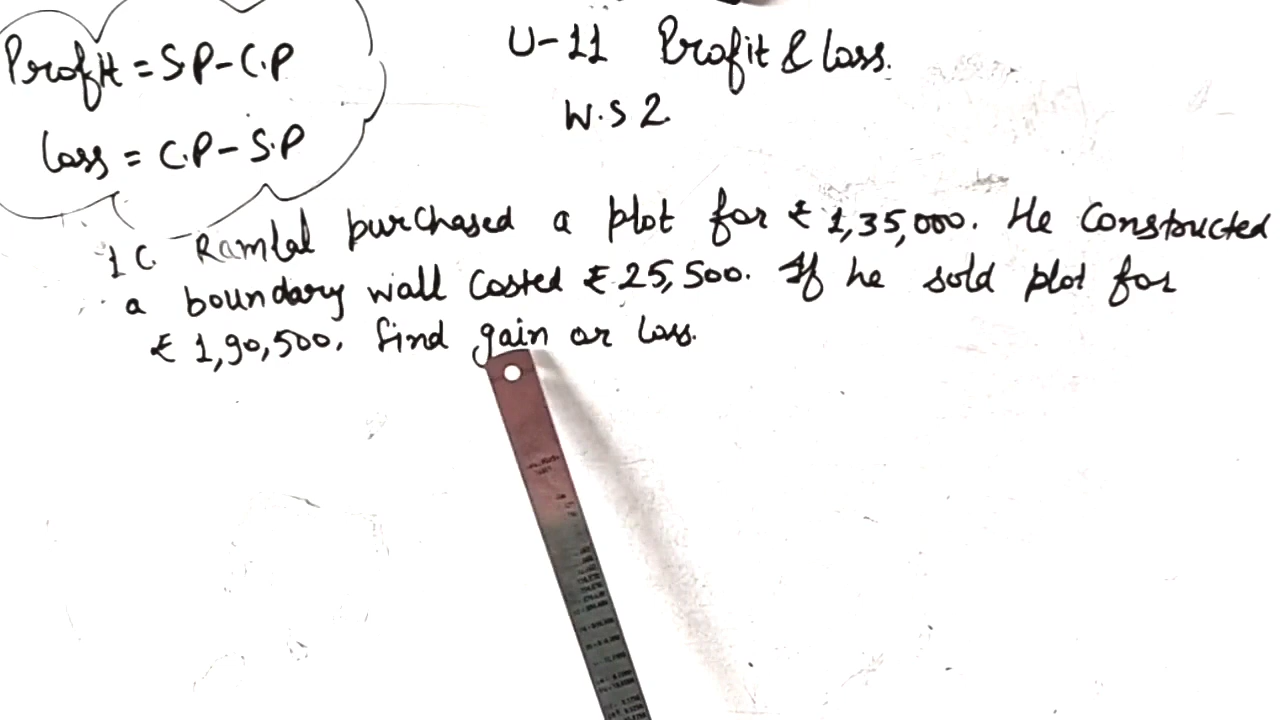 Profit = S.P - C.P
Loss = C.P - S.P
U-11 Profit & Loss.
W.S 2.
1 C. Ramlal purchased a plot for ₹ 1,35,000. He Constructed
a boundary wall Costed ₹ 25,500. If he sold plot for
₹ 1,90,500. Find gain or loss.